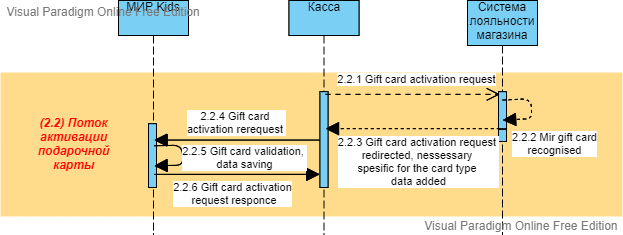 Visual Paradigm Online Free Edition
МИР Kids
Касса
Система
лояльности
магазина
2.2.1 Gift card activation request
(2.2) Поток
активации
подарочной
карты
2.2.4 Gift card
activation rerequest
2.2.2 Mir gift card
recognised
2.2.3 Gift card activation request
redirected, nessessary
spesific for the card type
data added
2.2.5 Gift card validation,
data saving
2.2.6 Gift card activation
request responce
Visual Paradigm Online Free Edition